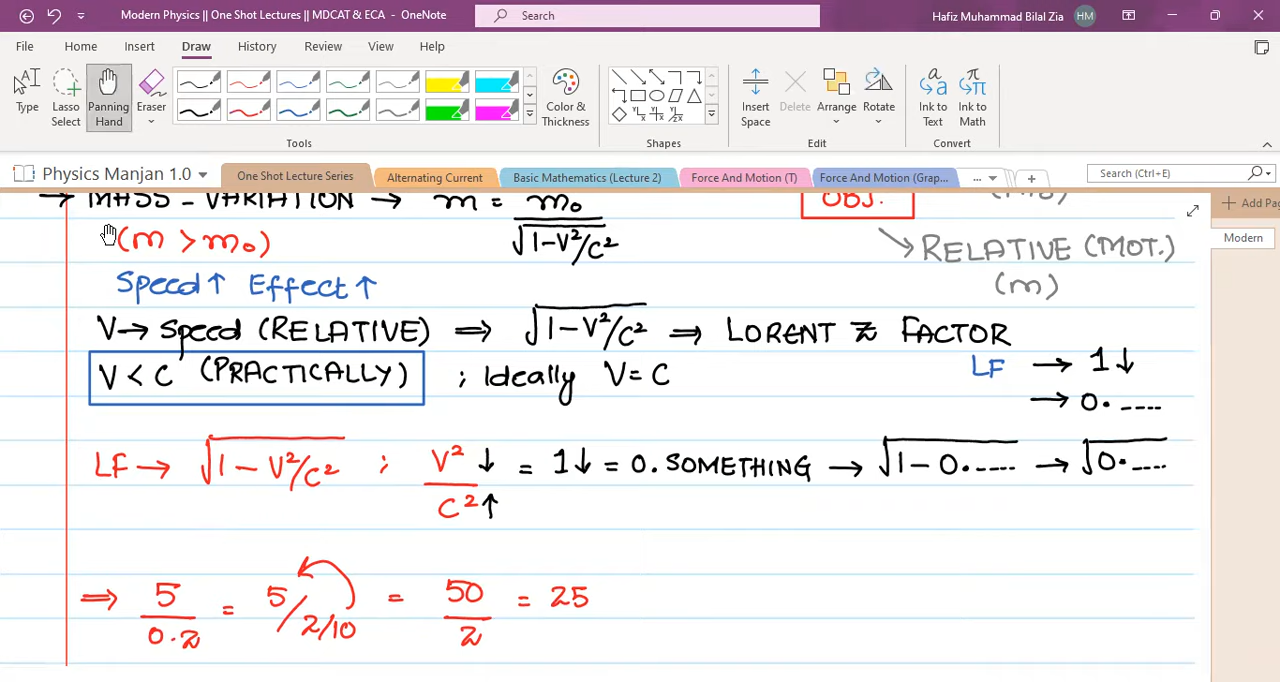 Modern Physics || One Shot Lectures || MDCAT & ECA - OneNote
Search
Hafiz Muhammad Bilal Zia
HM
File Home Insert Draw History Review View Help
Type
Lasso Select
Panning Hand
Eraser
Color & Thickness
Insert Space
Delete
Arrange
Rotate
Ink to Text
Ink to Math
Tools
Shapes
Edit
Convert
Physics Manjan 1.0
One Shot Lecture Series
Alternating Current
Basic Mathematics (Lecture 2)
Force And Motion (T)
Force And Motion (Grap...
Search (Ctrl+E)
Add Pag
Modern
→ MASS - VARIATION → m = m₀/√1-V²/C²
OBJ.
(m > m₀)
RELATIVE (MOT.)
(m)
Speed ↑ Effect ↑
V → Speed (RELATIVE) ⇒ √1-V²/C² ⇒ LORENT Z FACTOR
V < C (PRACTICALLY) ; Ideally V = C
LF → 1↓
→ 0. ....
LF → √1 - V²/C² ; V²↓/C²↑ = 1↓ = 0. SOMETHING → √1 - 0. ..... → √0. ....
⇒ 5/0.2 = 5/2/10 = 50/2 = 25